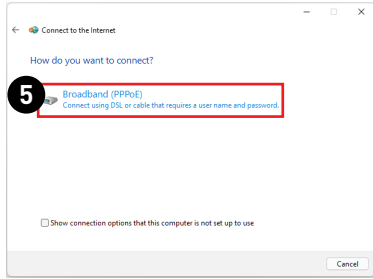 Connect to the Internet
How do you want to connect?
5
Broadband (PPPoE)
Connect using DSL or cable that requires a user name and password.
Show connection options that this computer is not set up to use
Cancel